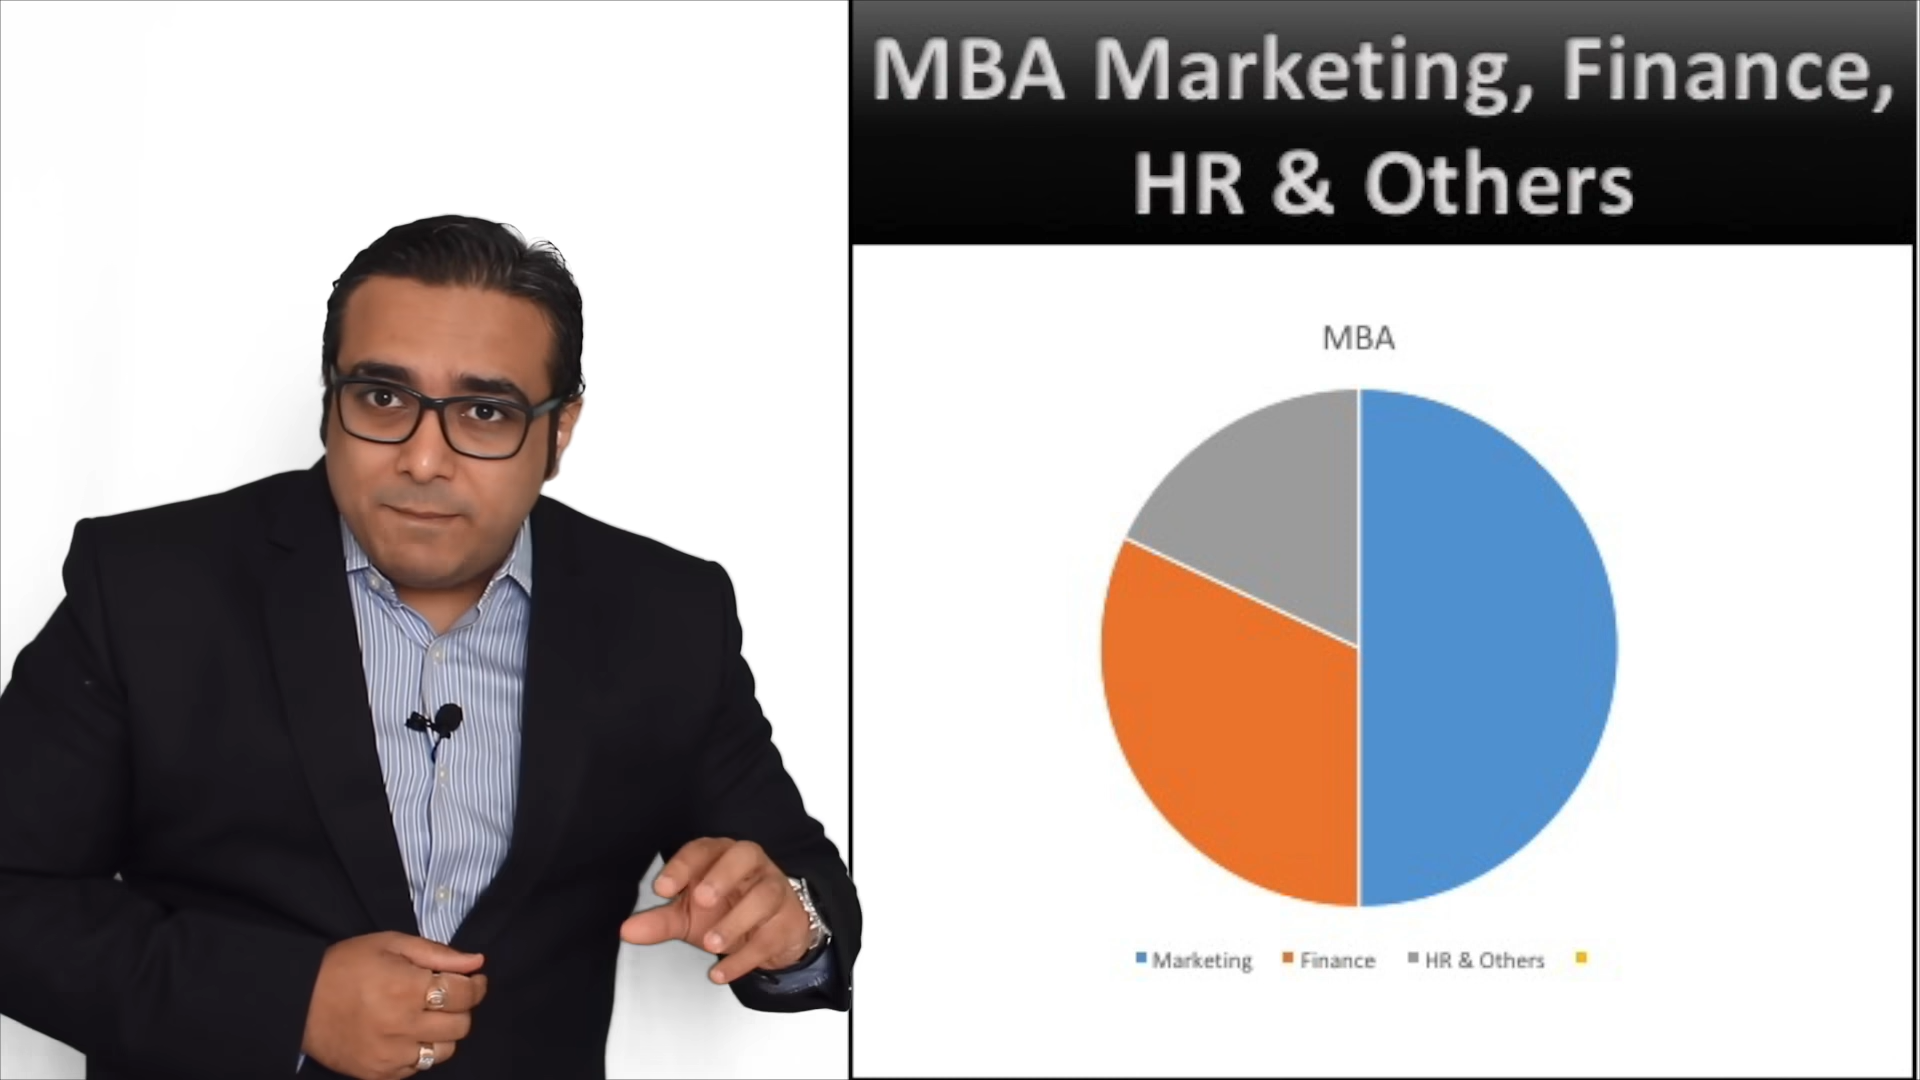 MBA Marketing, Finance,
HR & Others
MBA
Marketing Finance HR & Others